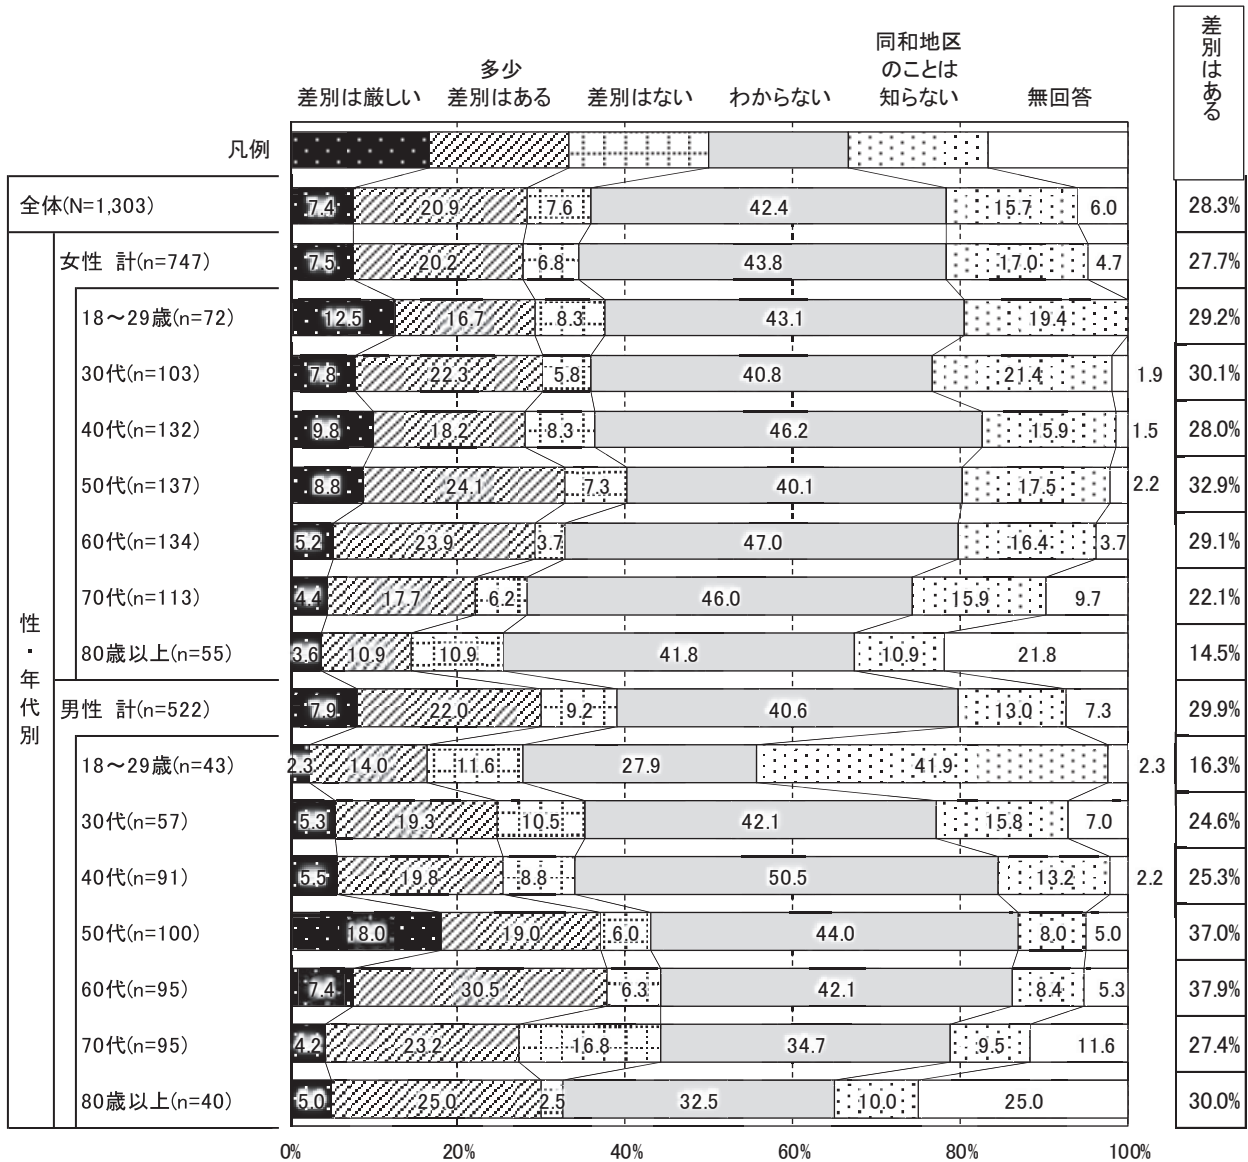 差別は厳しい
多少
差別はある
差別はない
わからない
同和地区
のことは
知らない
無回答
差別はある
凡例
全体(N=1,303) 7.4 20.9 7.6 42.4 15.7 6.0 28.3%
女性 計(n=747) 7.5 20.2 6.8 43.8 17.0 4.7 27.7%
18～29歳(n=72) 12.5 16.7 8.3 43.1 19.4 29.2%
30代(n=103) 7.8 22.3 5.8 40.8 21.4 1.9 30.1%
40代(n=132) 9.8 18.2 8.3 46.2 15.9 1.5 28.0%
50代(n=137) 8.8 24.1 7.3 40.1 17.5 2.2 32.9%
60代(n=134) 5.2 23.9 3.7 47.0 16.4 3.7 29.1%
70代(n=113) 4.4 17.7 6.2 46.0 15.9 9.7 22.1%
80歳以上(n=55) 3.6 10.9 10.9 41.8 10.9 21.8 14.5%
性・年代別
男性 計(n=522) 7.9 22.0 9.2 40.6 13.0 7.3 29.9%
18～29歳(n=43) 2.3 14.0 11.6 27.9 41.9 2.3 16.3%
30代(n=57) 5.3 19.3 10.5 42.1 15.8 7.0 24.6%
40代(n=91) 5.5 19.8 8.8 50.5 13.2 2.2 25.3%
50代(n=100) 18.0 19.0 6.0 44.0 8.0 5.0 37.0%
60代(n=95) 7.4 30.5 6.3 42.1 8.4 5.3 37.9%
70代(n=95) 4.2 23.2 16.8 34.7 9.5 11.6 27.4%
80歳以上(n=40) 5.0 25.0 2.5 32.5 10.0 25.0 30.0%
0% 20% 40% 60% 80% 100%